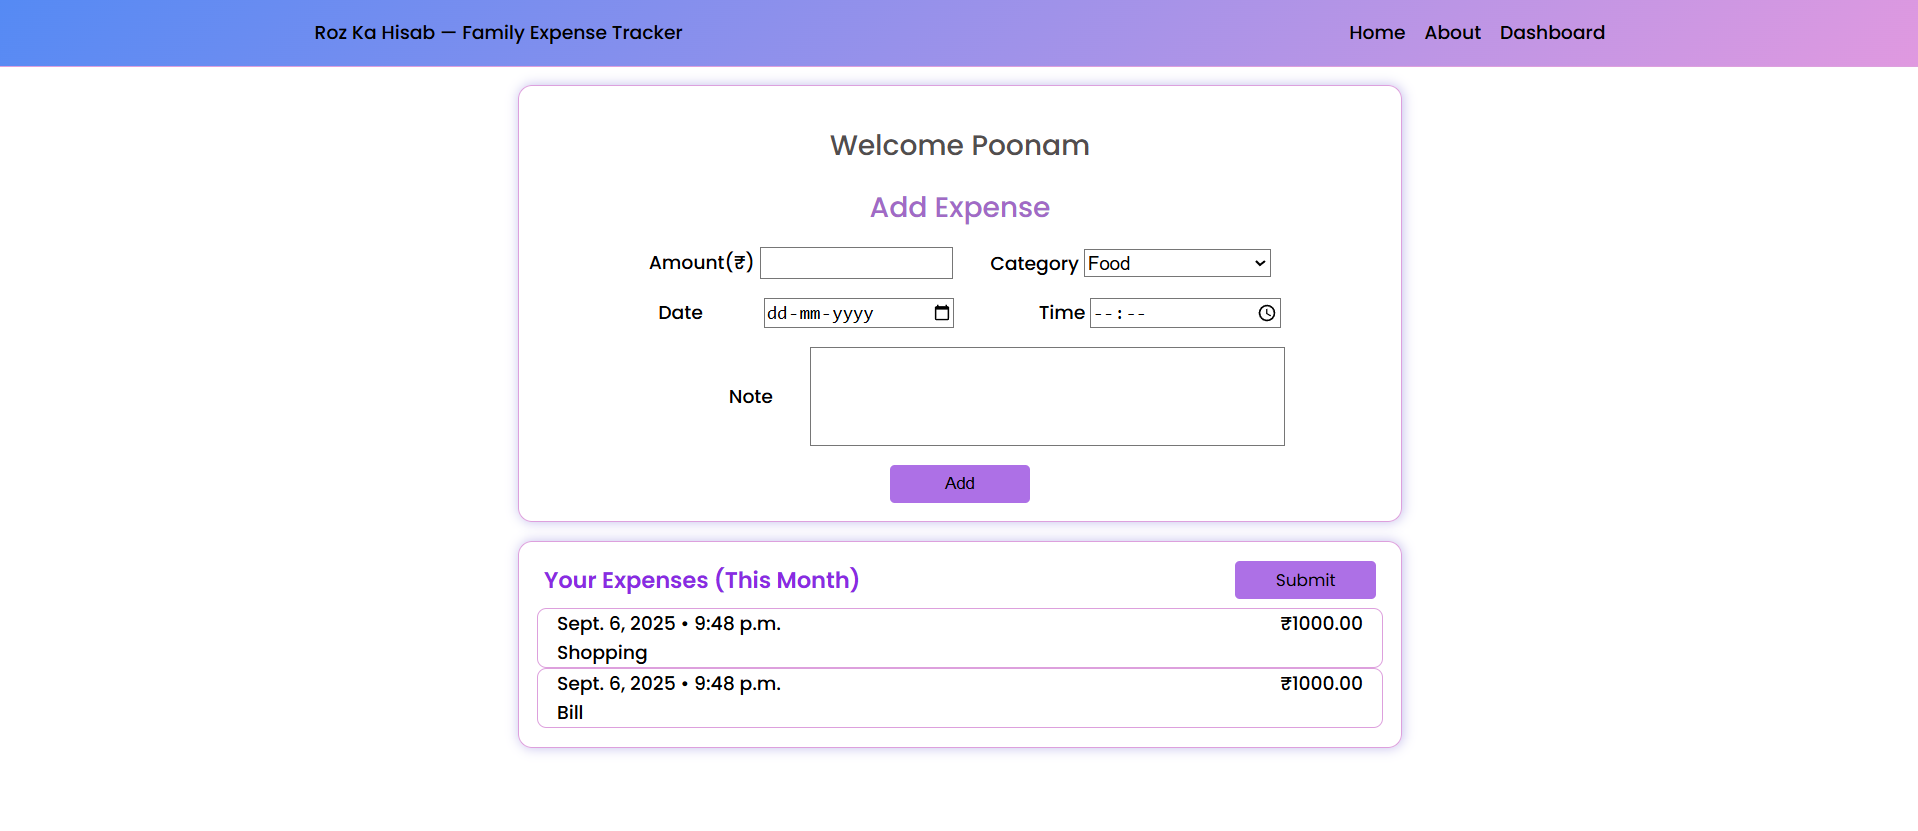 Roz Ka Hisab — Family Expense Tracker
Home About Dashboard
Welcome Poonam
Add Expense
Amount(₹) Category Food
Date dd-mm-yyyy Time --:--
Note
Add
Your Expenses (This Month) Submit
Sept. 6, 2025 • 9:48 p.m. ₹1000.00
Shopping
Sept. 6, 2025 • 9:48 p.m. ₹1000.00
Bill